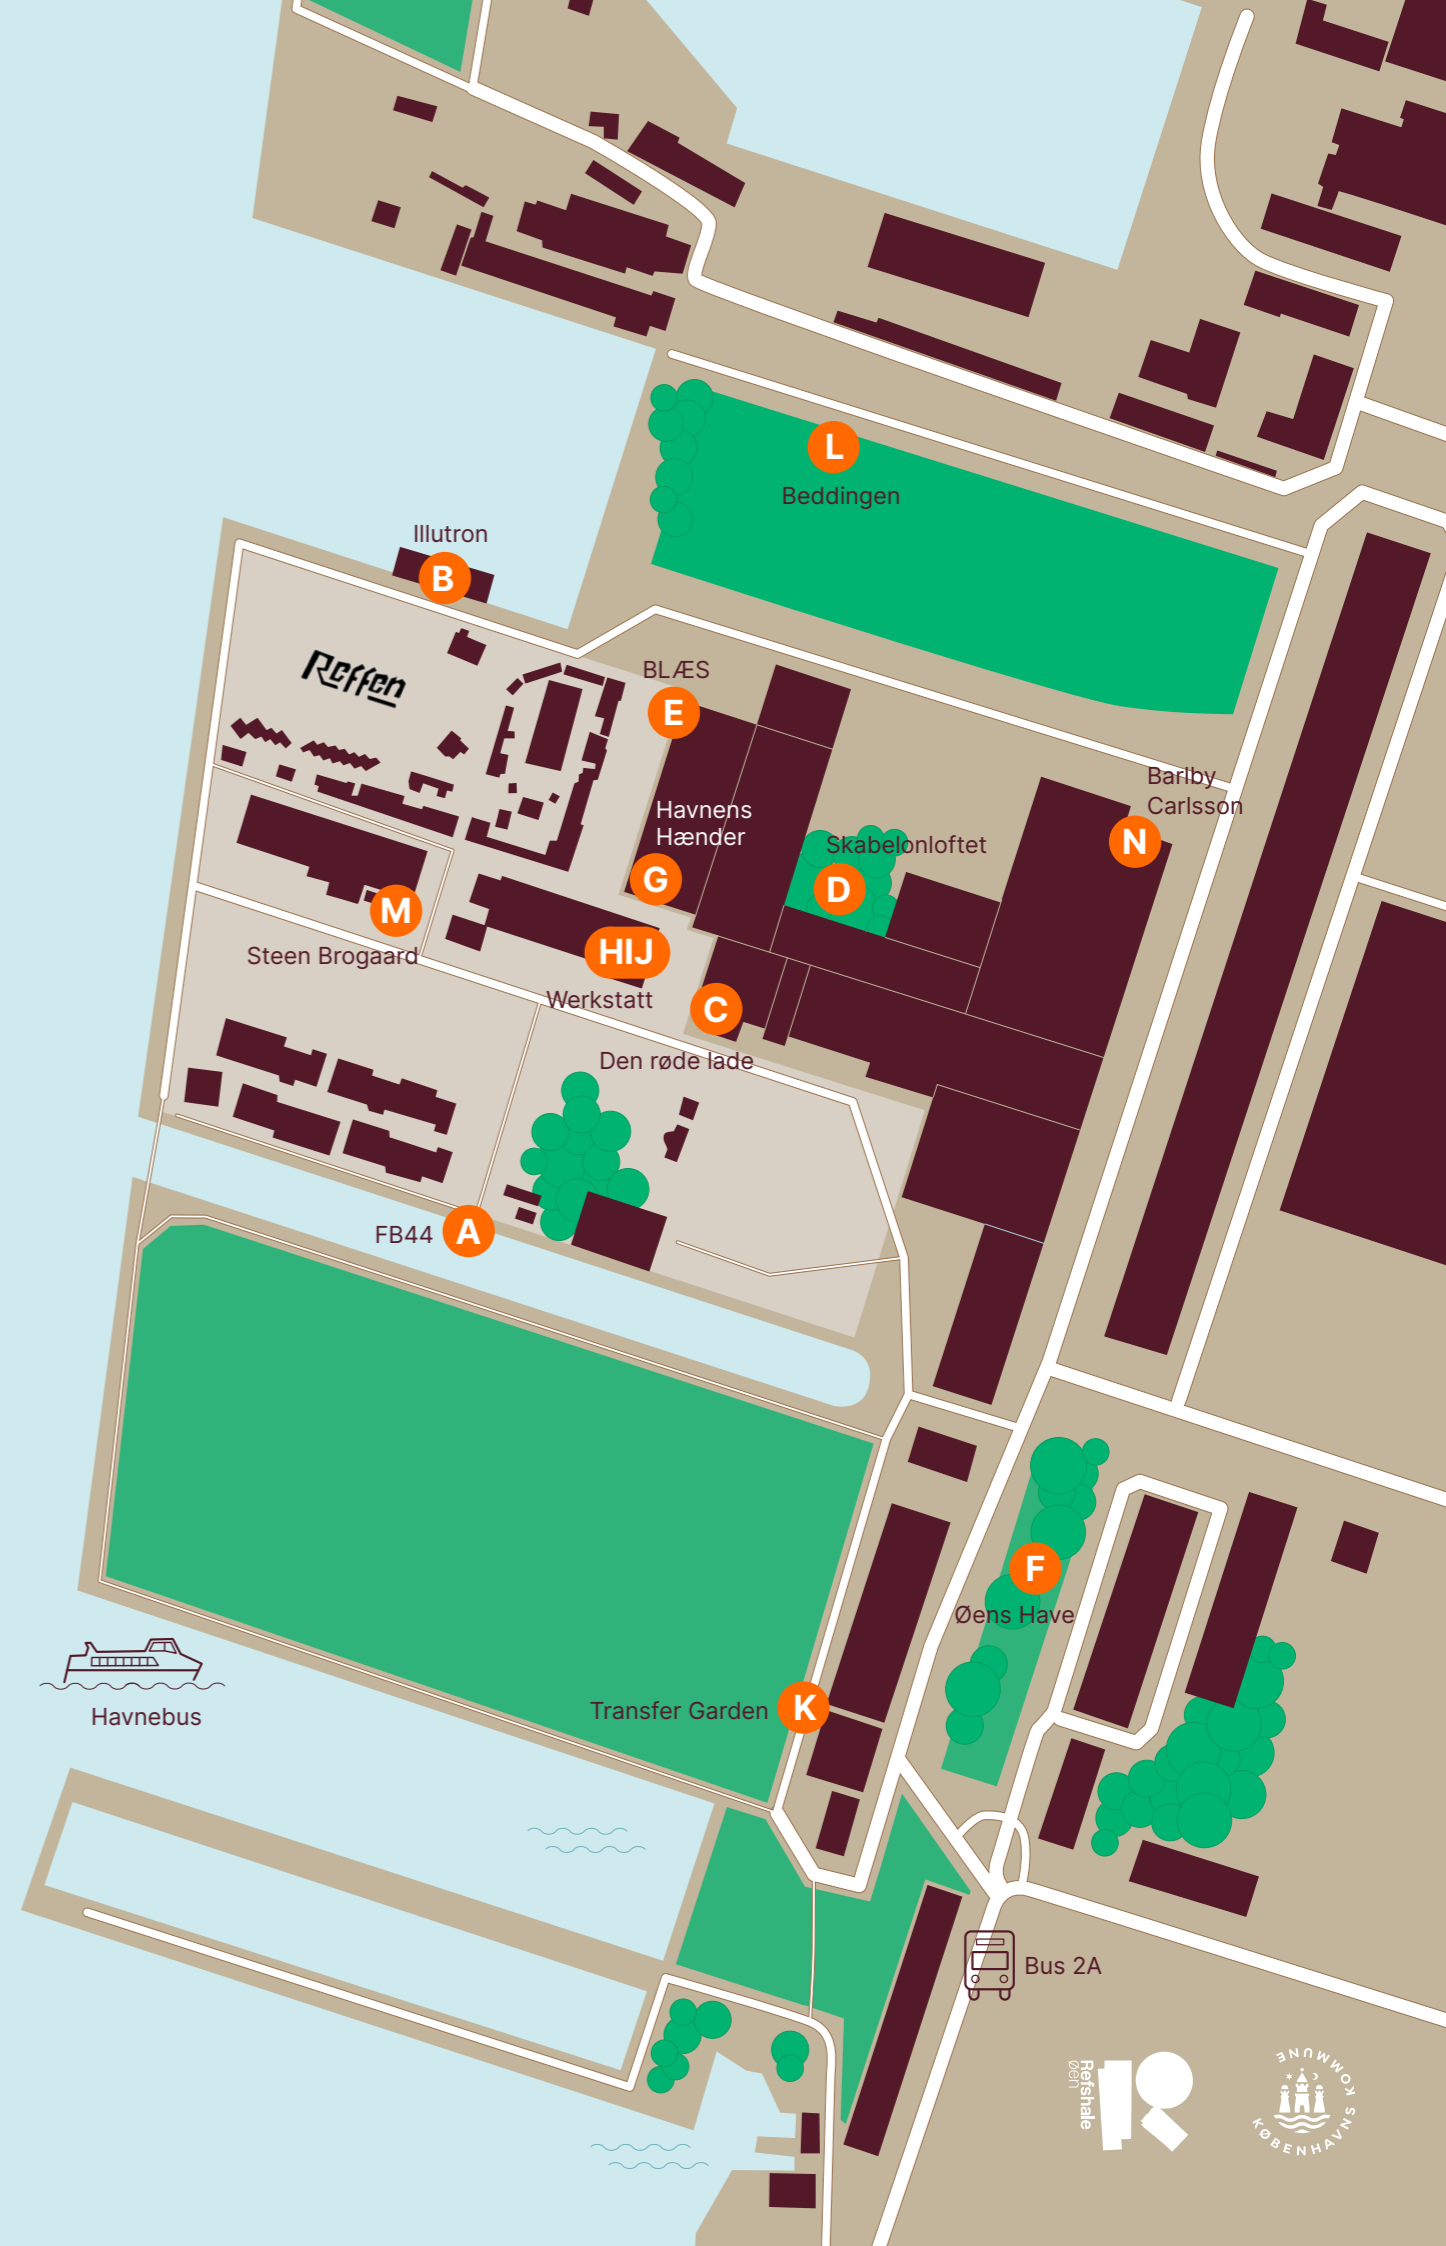 L
Beddingen
Illutron
B
Reffen
BLÆS
E
Barlby
Carlsson
N
Havnens
Hænder
G
Skabelonloftet
D
M
Steen Brogaard
HIJ
Werkstatt
C
Den røde lade
FB44
A
F
Øens Have
Transfer Garden
K
Havnebus
Bus 2A
Refshale
øen
KØBENHAVNS KOMMUNE